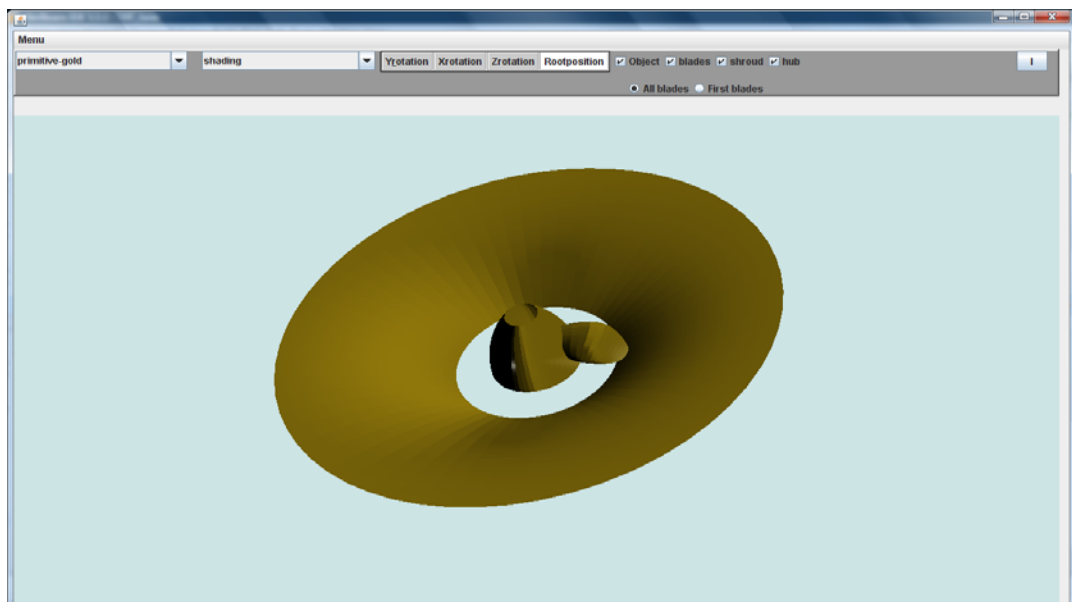 Menu
primitive-gold shading Yrotation Xrotation Zrotation Rootposition Object blades shroud hub I
All blades First blades